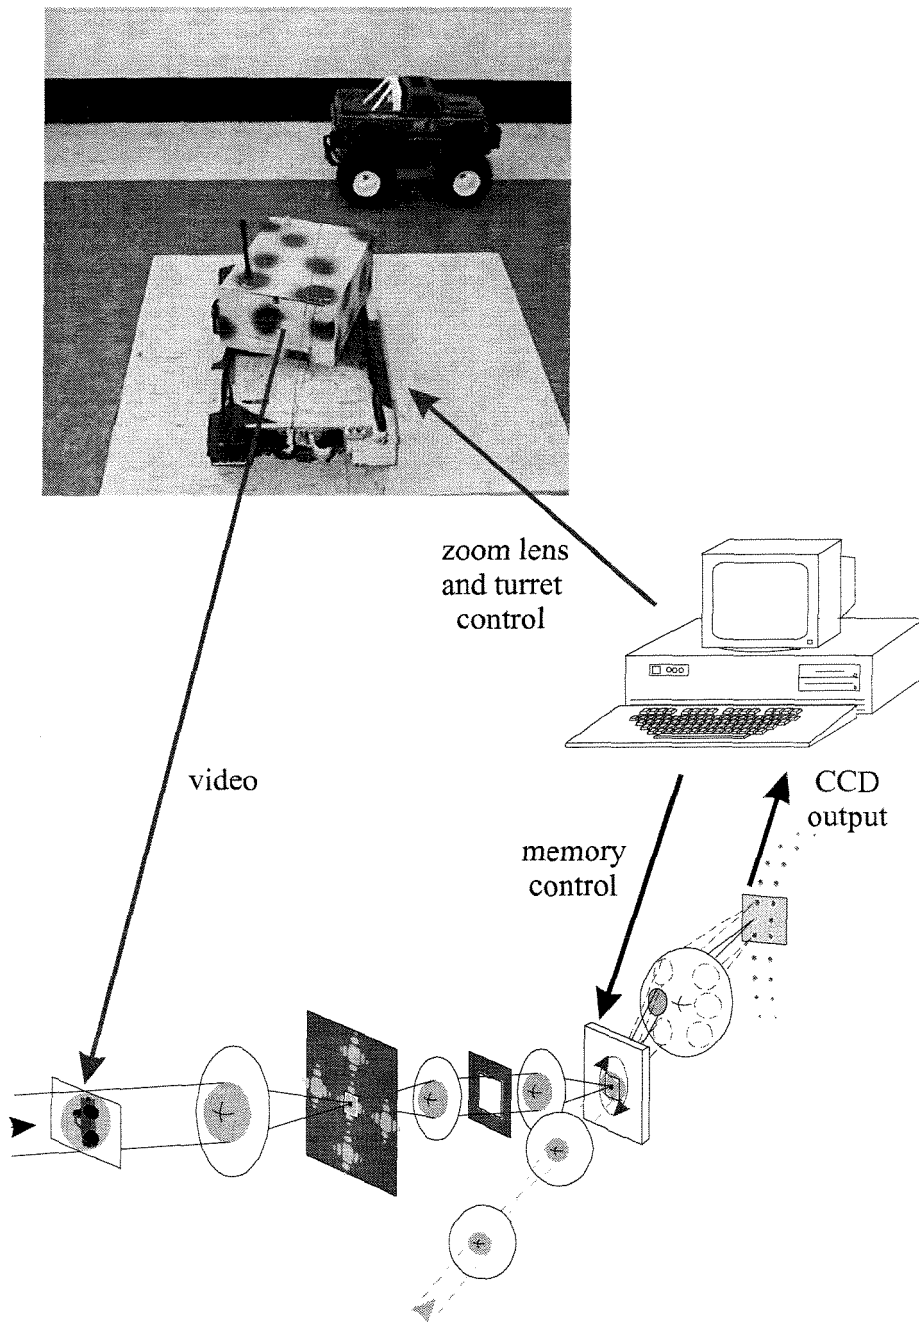 zoom lens
and turret
control
video
CCD
output
memory
control